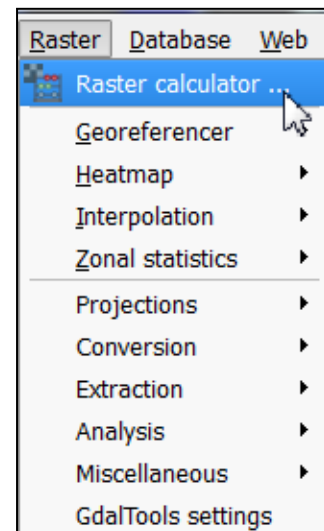 Raster Database Web
Raster calculator ...
Georeferencer
Heatmap
Interpolation
Zonal statistics
Projections
Conversion
Extraction
Analysis
Miscellaneous
GdalTools settings